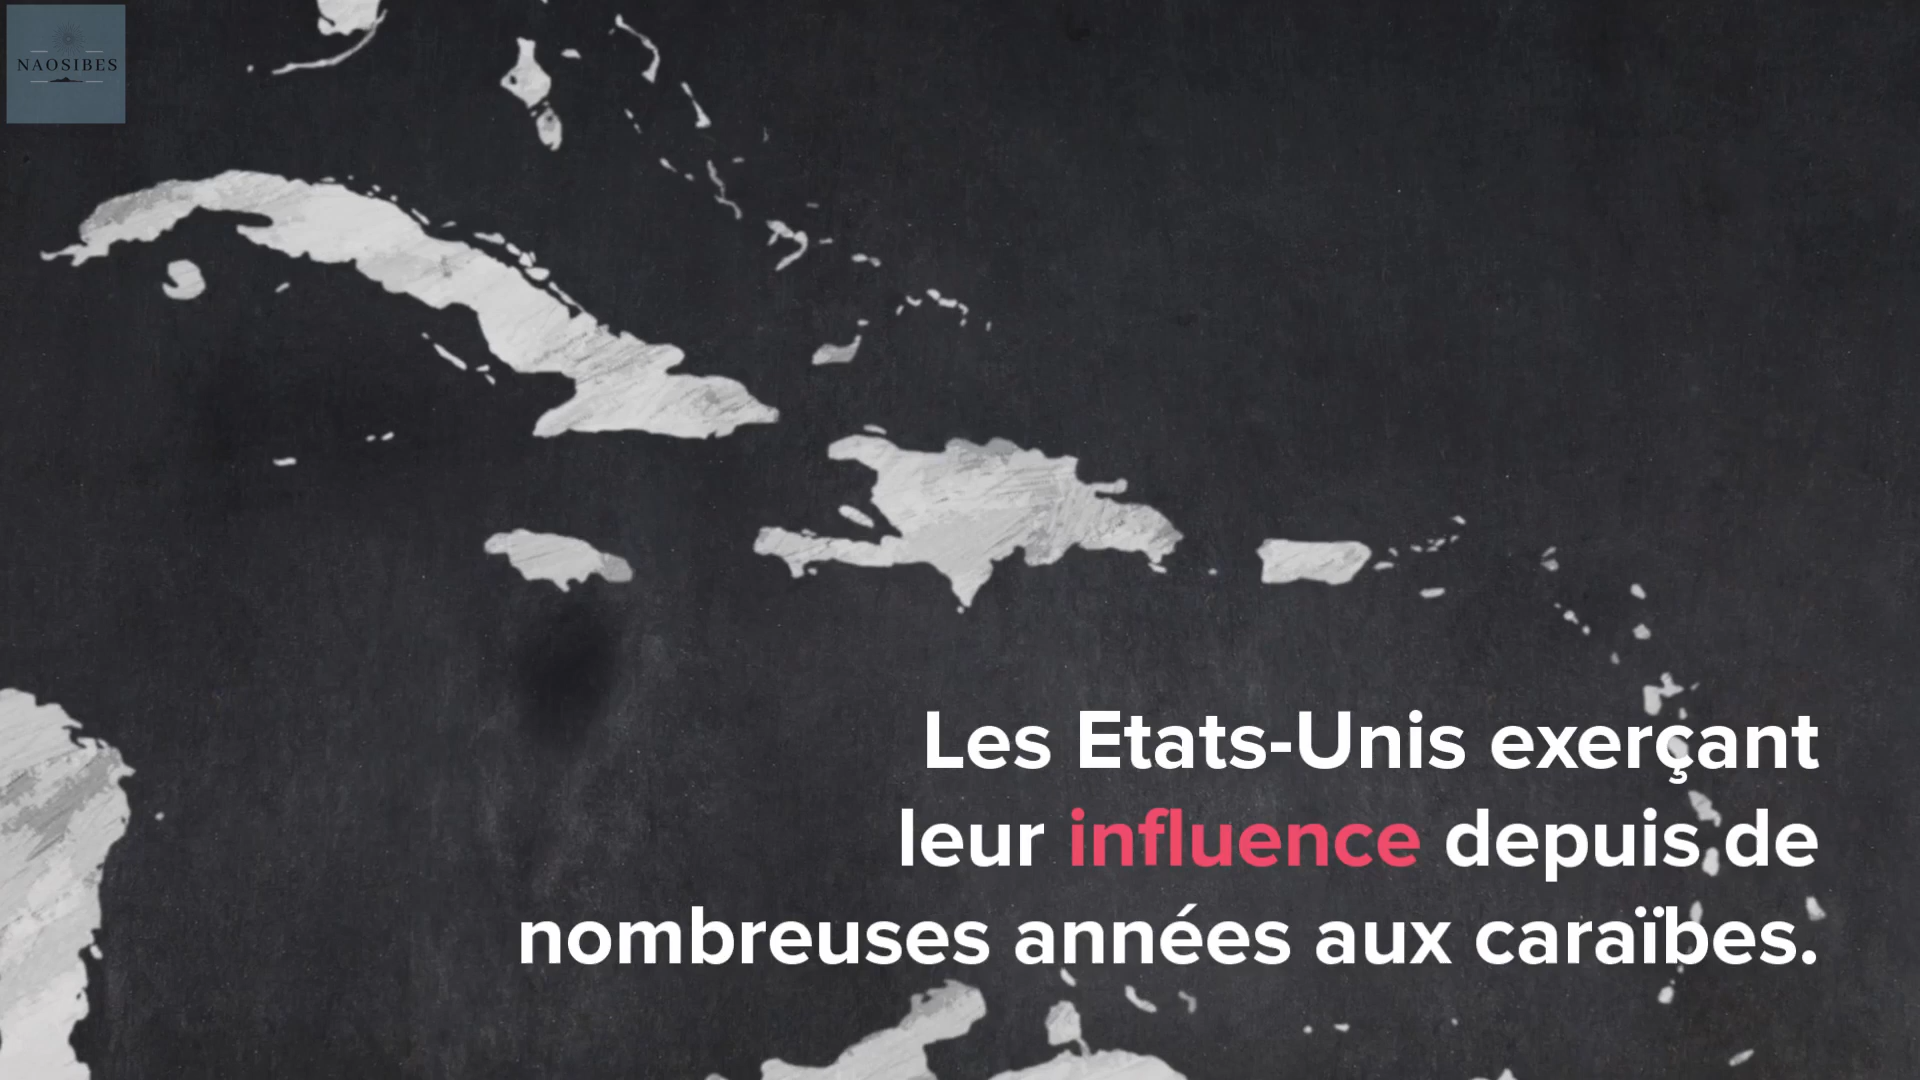 NAOSIBES
Les Etats-Unis exerçant
leur influence depuis de
nombreuses années aux caraïbes.